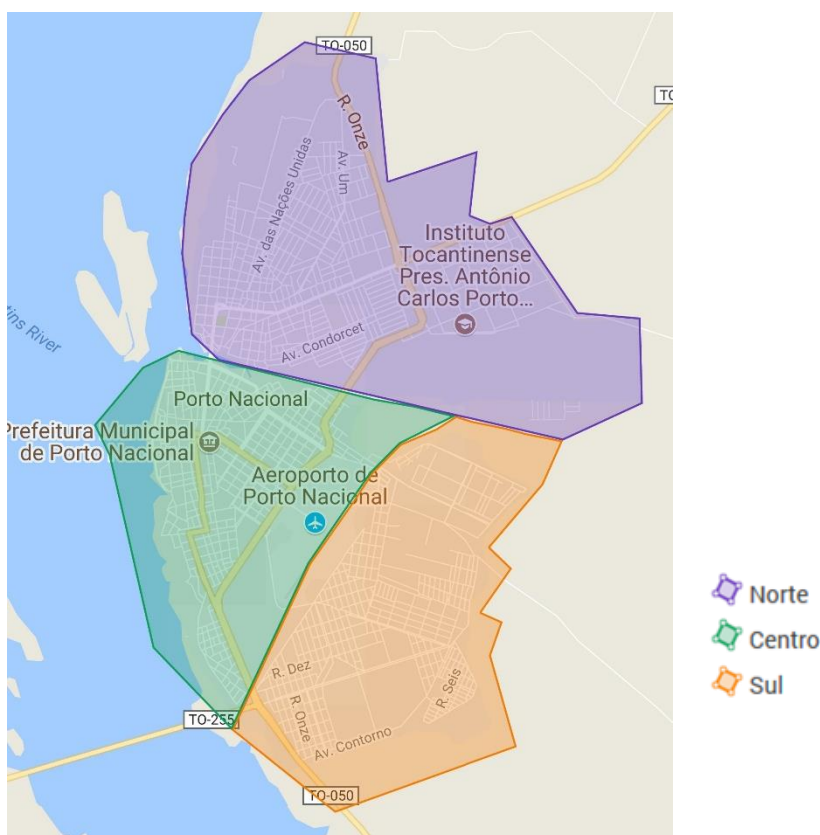 TO-050
TO
R. Onze
Av. Um
Av. das Nações Unidas
Instituto
Tocantinense
Pres. Antônio
Carlos Porto...
tins River
Av. Condorcet
Porto Nacional
Prefeitura Municipal
de Porto Nacional
Aeroporto de
Porto Nacional
Norte
Centro
Sul
R. Dez
R. Seis
R. Onze
TO-255
Av. Contorno
TO-050